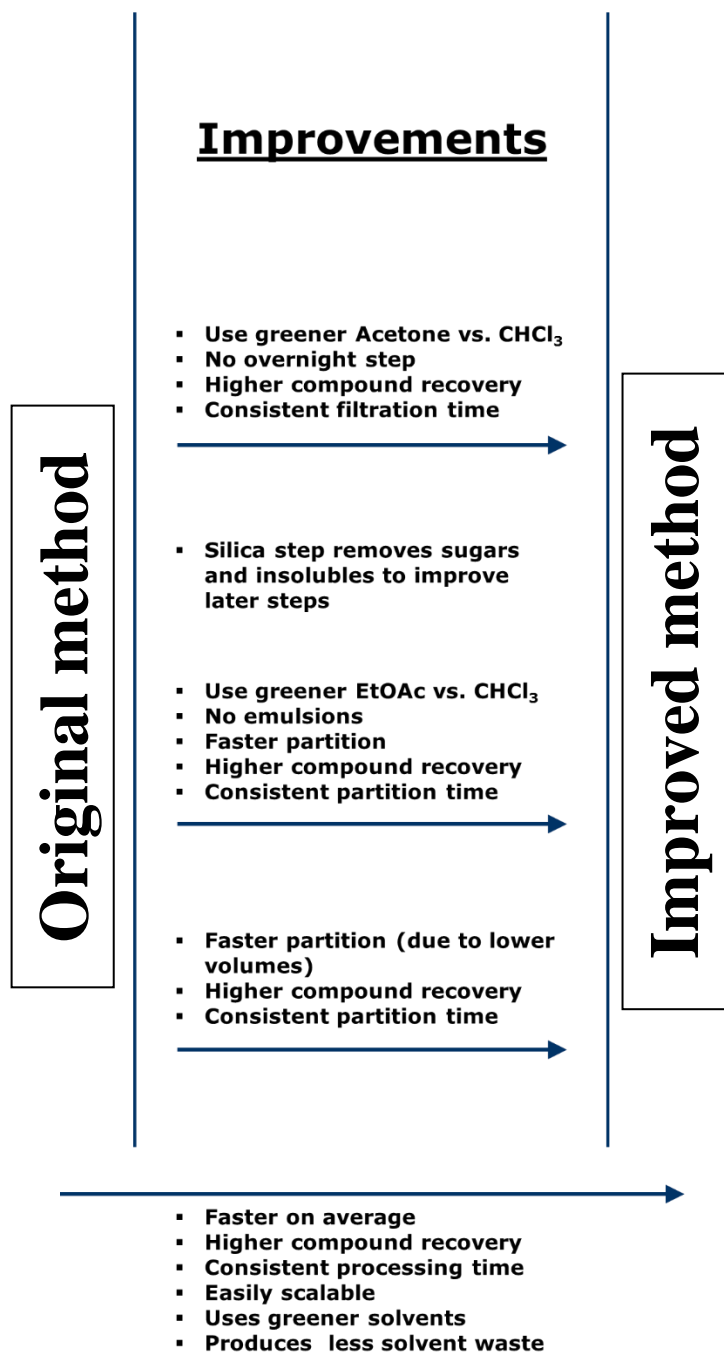 Improvements
Original method
Improved method
▪ Use greener Acetone vs. CHCl₃
▪ No overnight step
▪ Higher compound recovery
▪ Consistent filtration time
▪ Silica step removes sugars
and insolubles to improve
later steps
▪ Use greener EtOAc vs. CHCl₃
▪ No emulsions
▪ Faster partition
▪ Higher compound recovery
▪ Consistent partition time
▪ Faster partition (due to lower
volumes)
▪ Higher compound recovery
▪ Consistent partition time
▪ Faster on average
▪ Higher compound recovery
▪ Consistent processing time
▪ Easily scalable
▪ Uses greener solvents
▪ Produces  less solvent waste